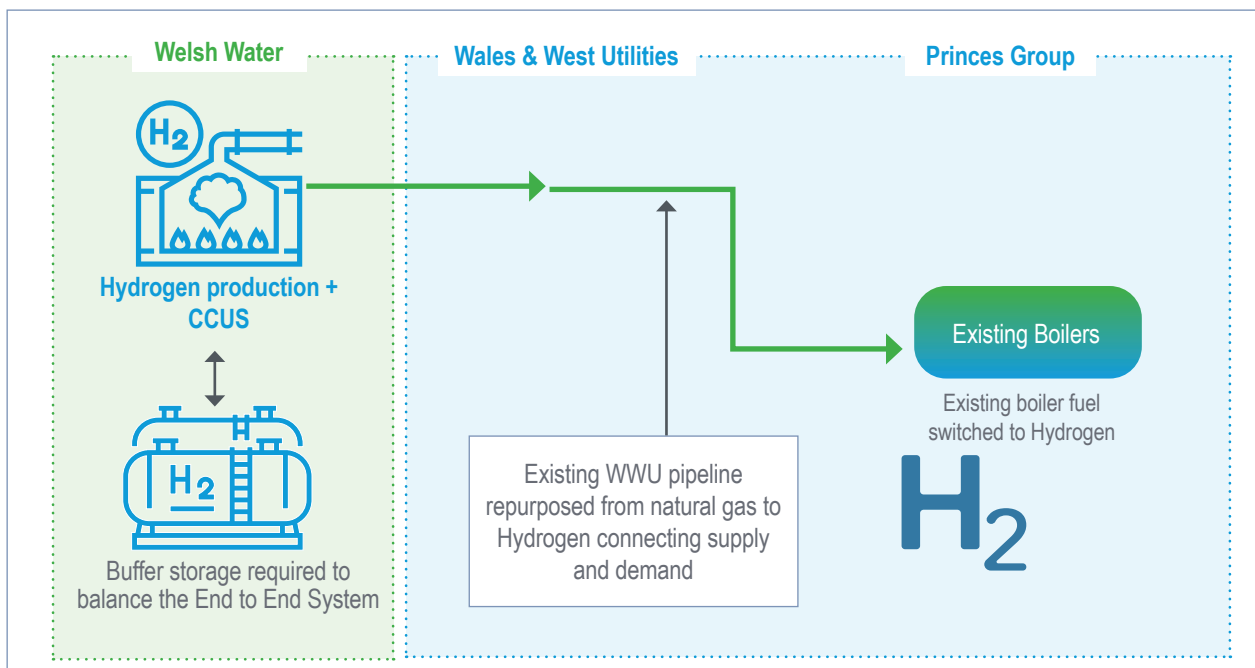 Welsh Water
Wales & West Utilities
Princes Group
H2
Hydrogen production +
CCUS
H
H2
Buffer storage required to
balance the End to End System
Existing WWU pipeline
repurposed from natural gas to
Hydrogen connecting supply
and demand
Existing Boilers
Existing boiler fuel
switched to Hydrogen
H2